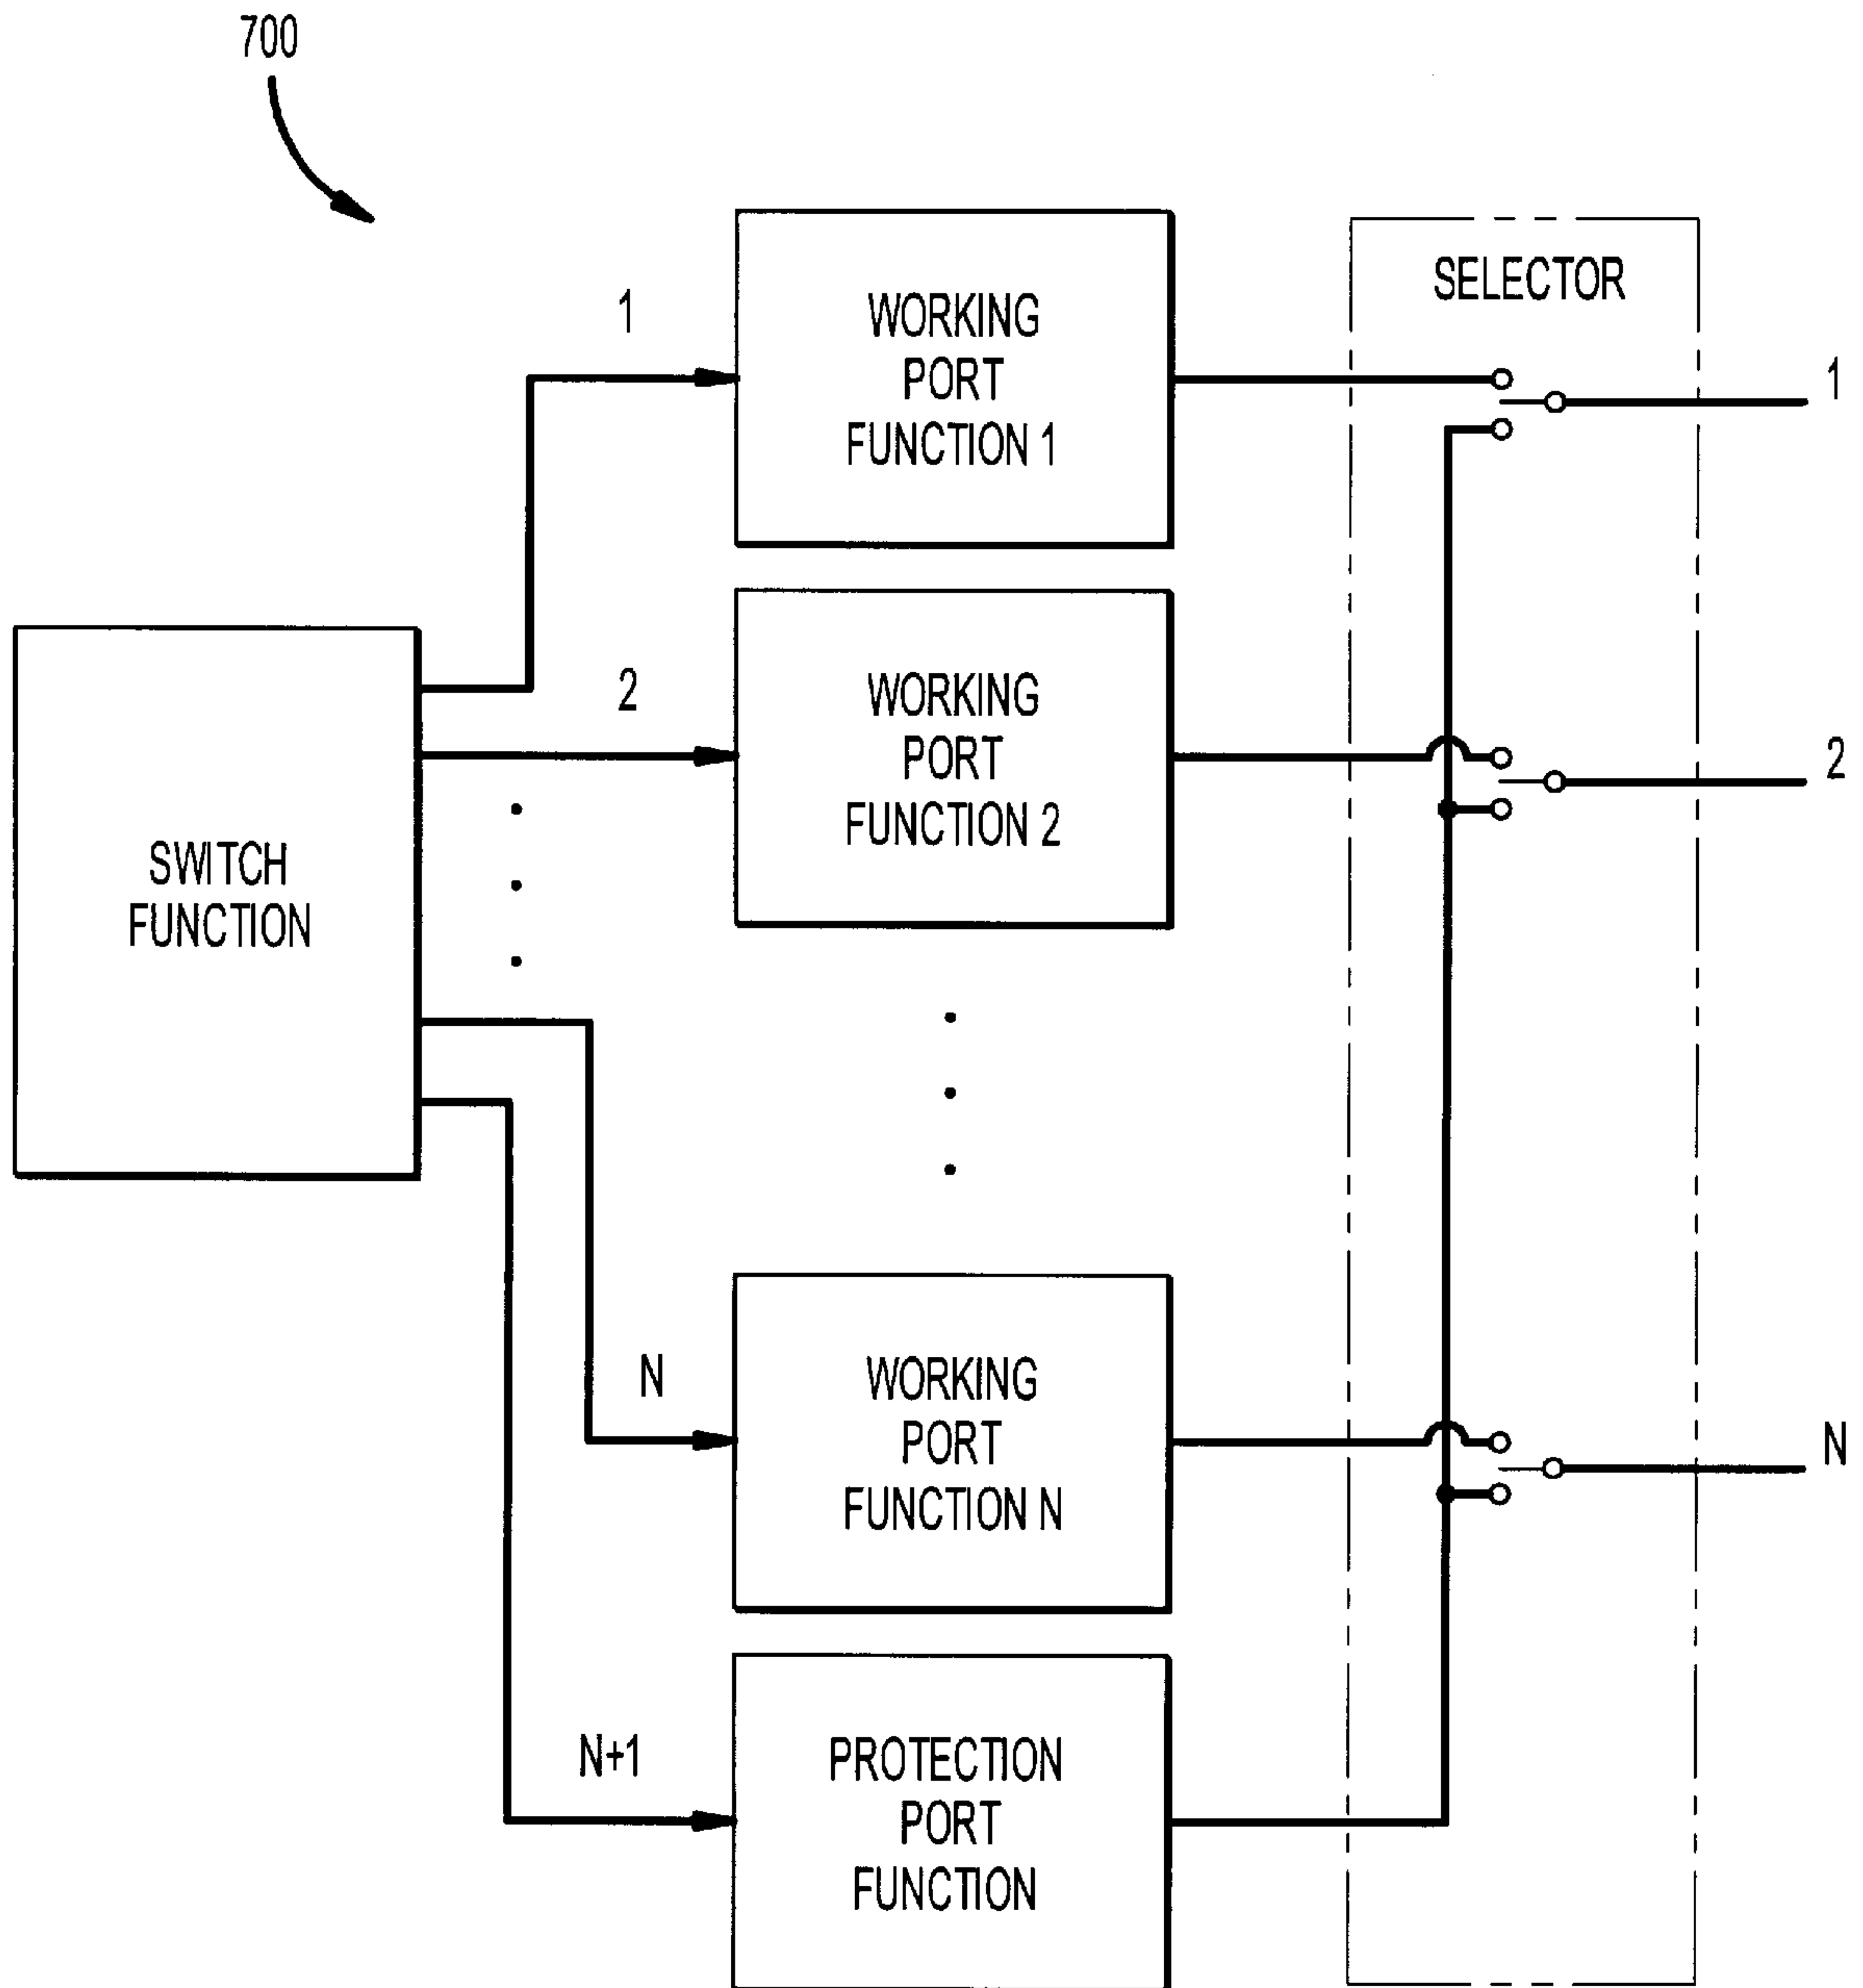 700
1
WORKING
PORT
FUNCTION 1
SELECTOR
1
2
WORKING
PORT
FUNCTION 2
2
SWITCH
FUNCTION
N
WORKING
PORT
FUNCTION N
N
N+1
PROTECTION
PORT
FUNCTION